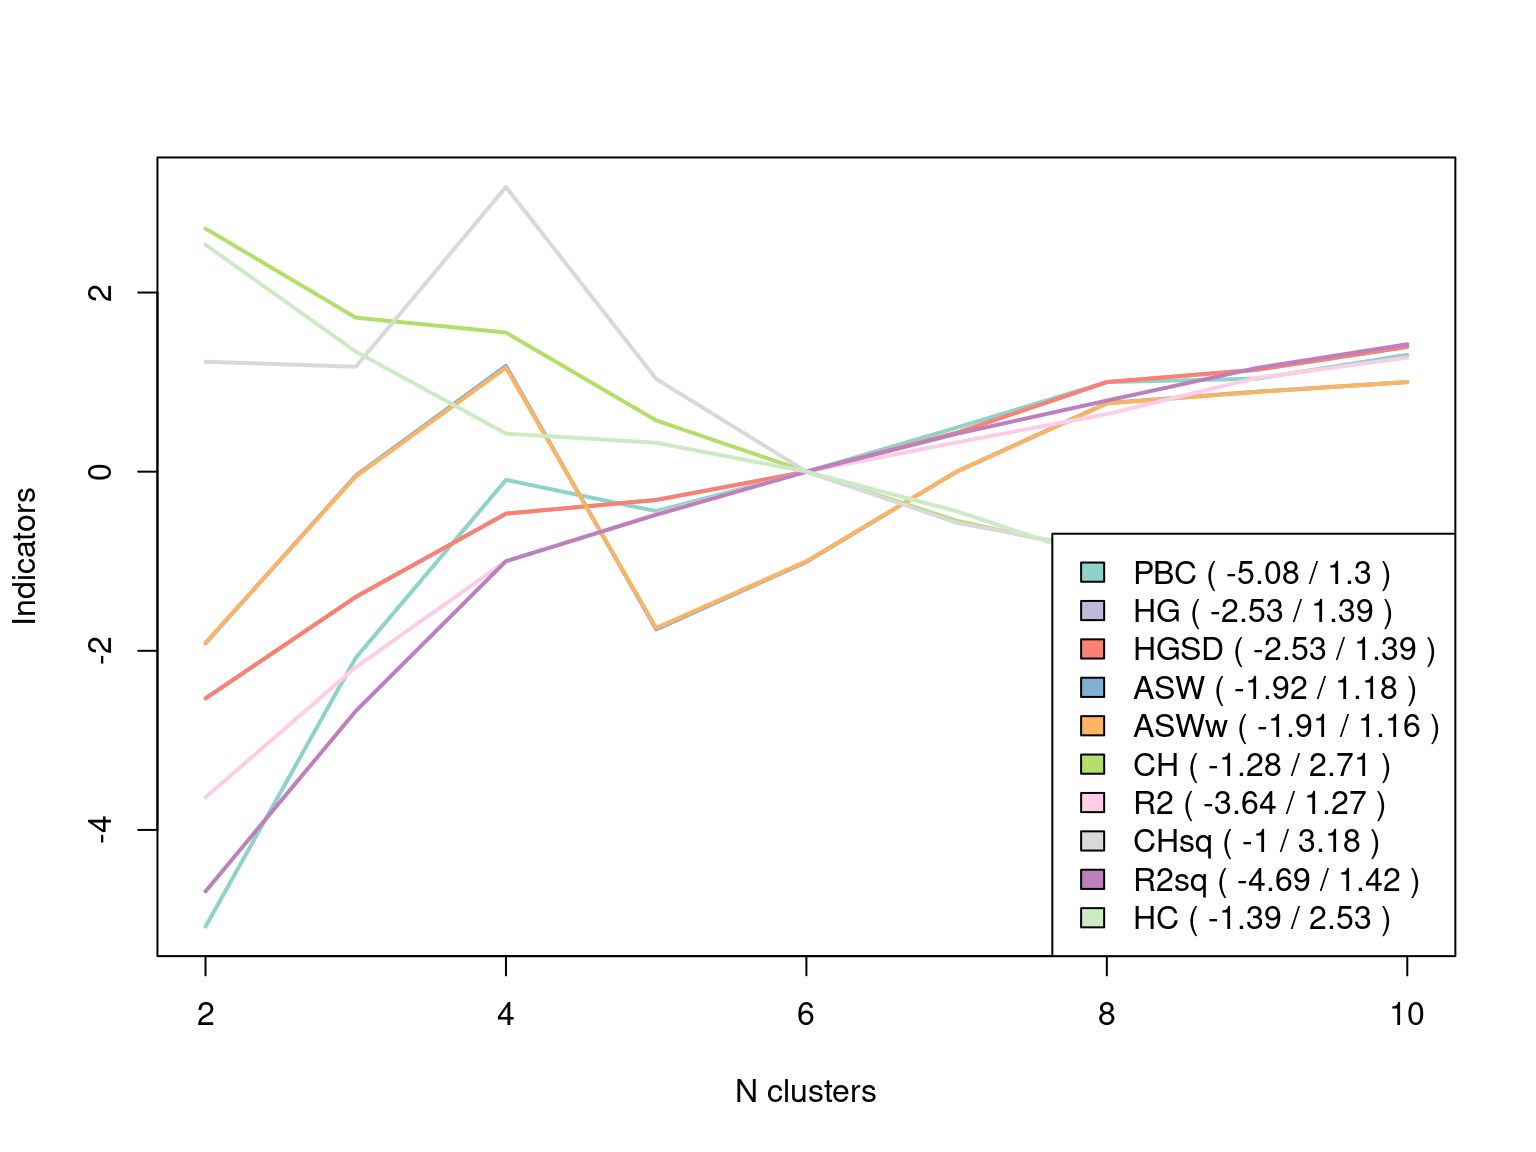 Indicators
2
0
-2
-4
PBC ( -5.08 / 1.3 )
HG ( -2.53 / 1.39 )
HGSD ( -2.53 / 1.39 )
ASW ( -1.92 / 1.18 )
ASWw ( -1.91 / 1.16 )
CH ( -1.28 / 2.71 )
R2 ( -3.64 / 1.27 )
CHsq ( -1 / 3.18 )
R2sq ( -4.69 / 1.42 )
HC ( -1.39 / 2.53 )
2 4 6 8 10
N clusters